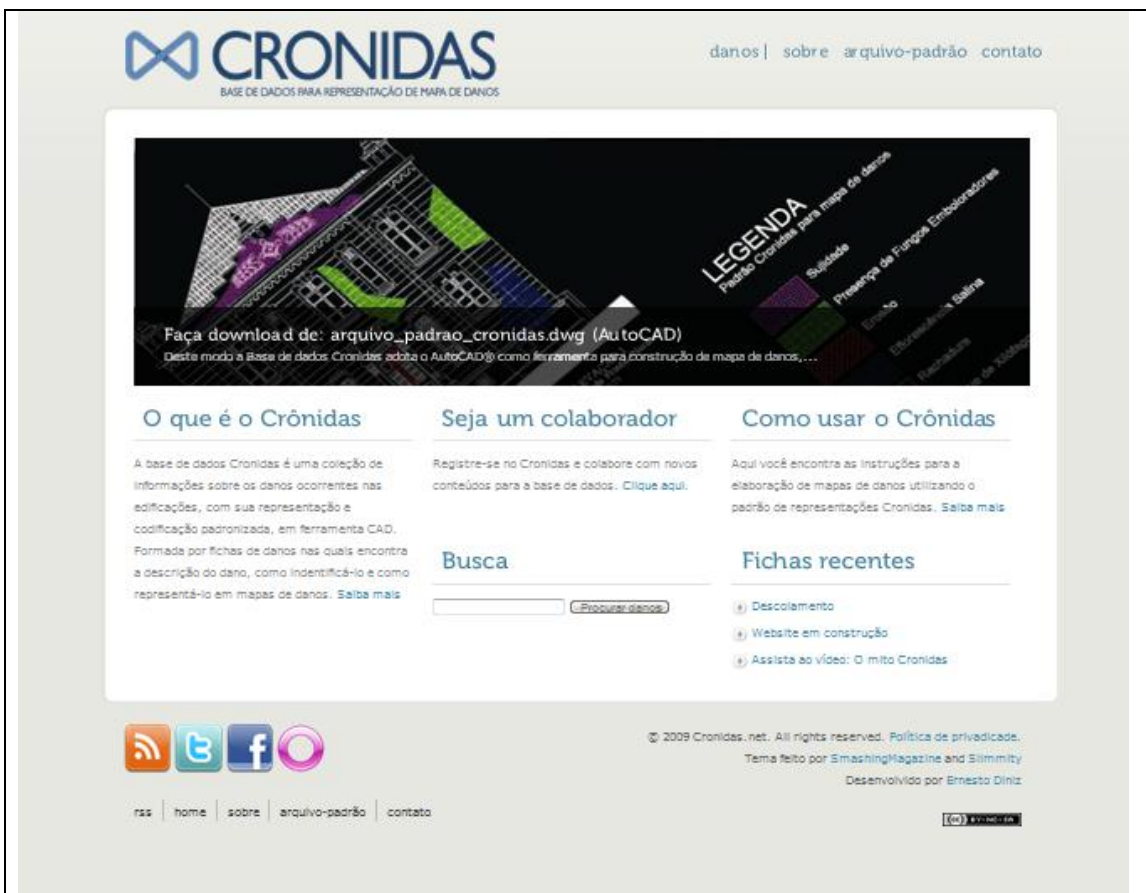 CRONIDAS
BASE DE DADOS PARA REPRESENTAÇÃO DE MAPA DE DANOS
danos| sobre arquivo-padrão contato
LEGENDA
Padrão Cronidas para mapa de danos
Sujidade
Presença de Fungos Emboloradores
Erosão
Eflorescência Salina
Rachadura
Faça download de: arquivo_padrao_cronidas.dwg (AutoCAD)
Deste modo a Base de dados Cronidas adota o AutoCAD® como ferramenta para construção de mapa de danos,...
O que é o Crônidas
A base de dados Cronidas é uma coleção de
informações sobre os danos ocorrentes nas
edificações, com sua representação e
codificação padronizada, em ferramenta CAD.
Formada por fichas de danos nas quais encontra
a descrição do dano, como indentificá-lo e como
representá-lo em mapas de danos. Saiba mais
Seja um colaborador
Registre-se no Cronidas e colabore com novos
conteúdos para a base de dados. Clique aqui.
Busca
Procurar danos
Como usar o Crônidas
Aqui você encontra as instruções para a
elaboração de mapas de danos utilizando o
padrão de representações Cronidas. Saiba mais
Fichas recentes
Descolamento
Website em construção
Assista ao vídeo: O mito Cronidas
rss home sobre arquivo-padrão contato
© 2009 Cronidas.net. All rights reserved. Política de privadicade.
Tema feito por SmashingMagazine and Slimmity
Desenvolvido por Ernesto Diniz
(cc) BY-NC-SA